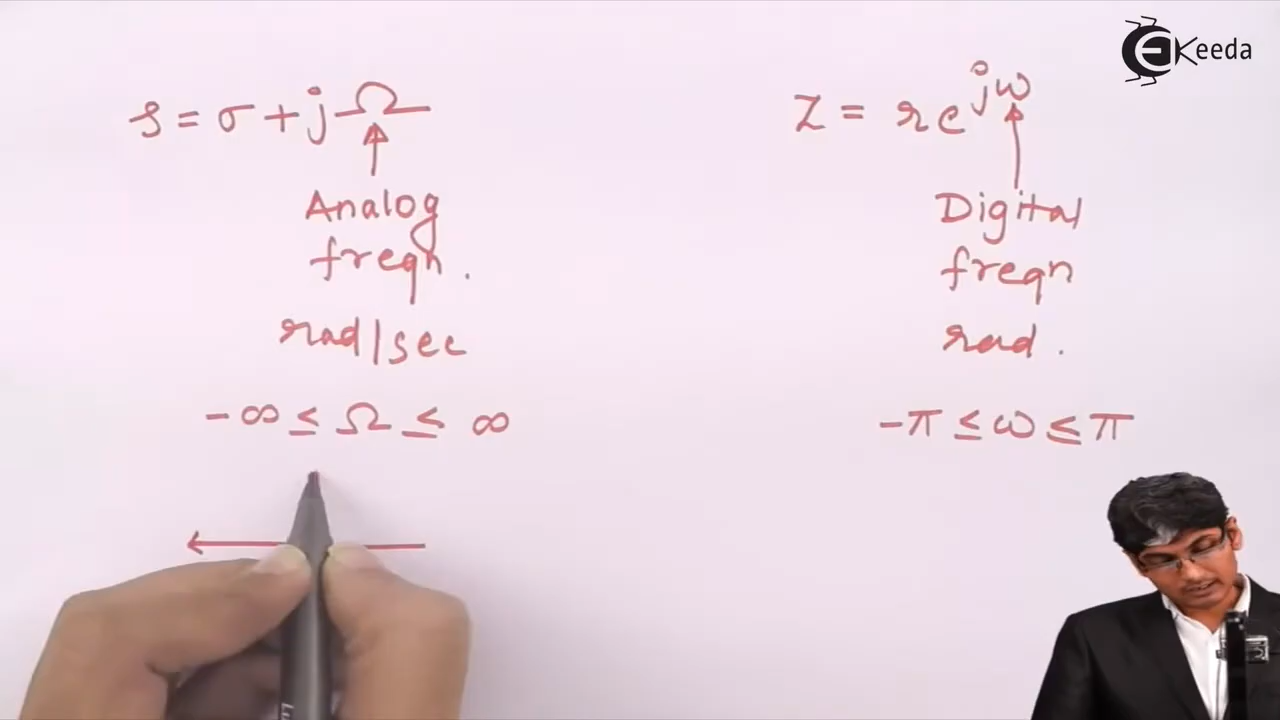 EKeeda
s = σ + jΩ
Analog
freqn.
rad/sec
-∞ ≤ Ω ≤ ∞
Z = re^{jω}
Digital
freqn
rad.
-π ≤ ω ≤ π